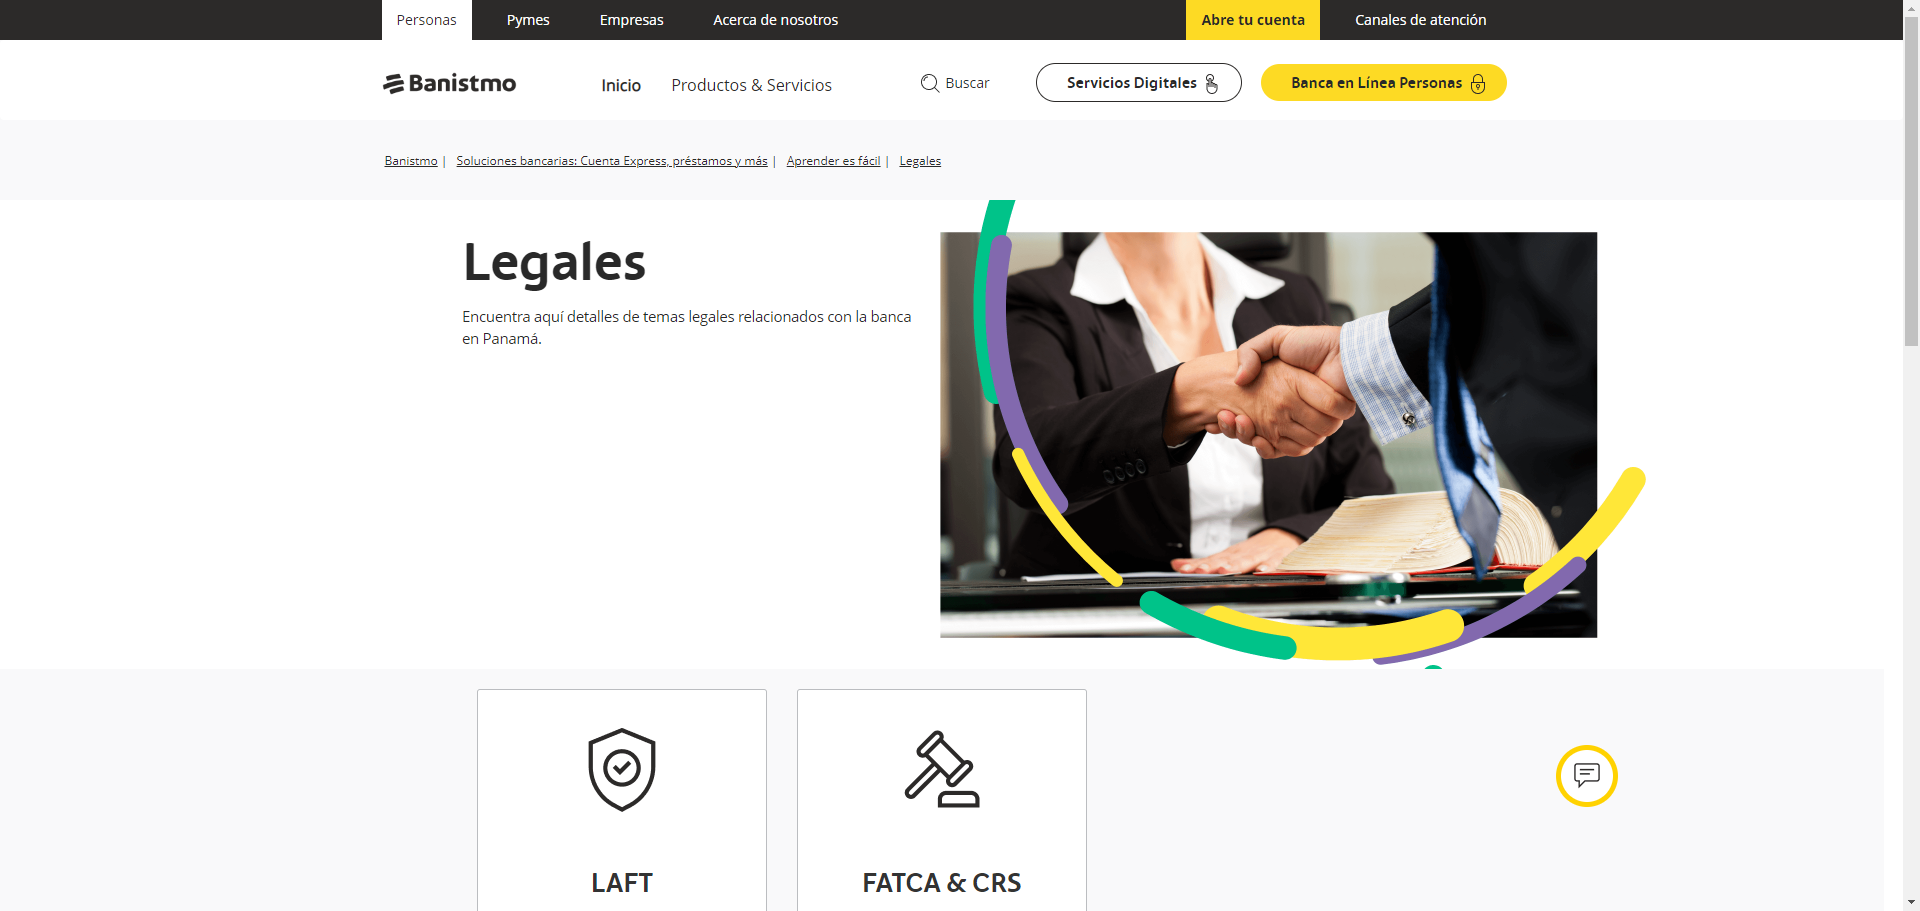 Personas
Pymes
Empresas
Acerca de nosotros
Abre tu cuenta
Canales de atención
Banistmo
Inicio
Productos & Servicios
Buscar
Servicios Digitales
Banca en Línea Personas
Banistmo | Soluciones bancarias: Cuenta Express, préstamos y más | Aprender es fácil | Legales
Legales
Encuentra aquí detalles de temas legales relacionados con la banca
en Panamá.
LAFT
FATCA & CRS